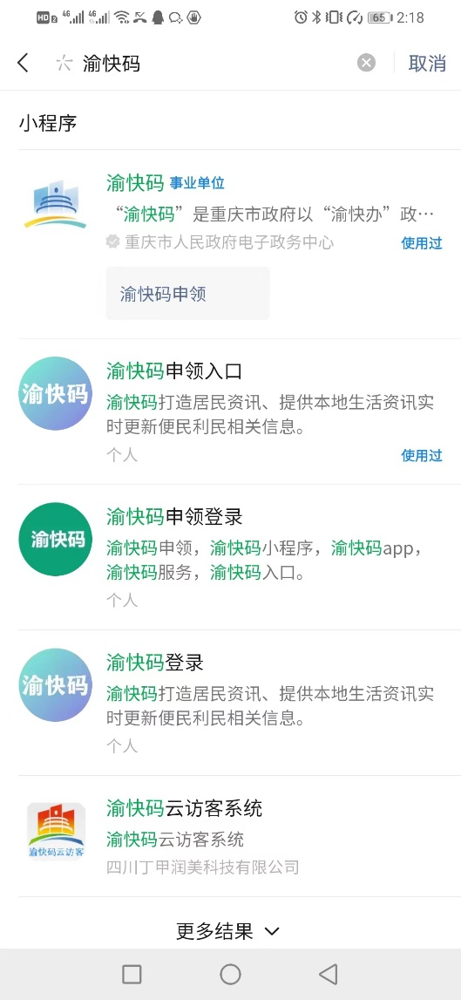 HD 2 4G 4G 65 2:18
渝快码 取消
小程序
渝快码 事业单位
“渝快码”是重庆市政府以“渝快办”政…
重庆市人民政府电子政务中心 使用过
渝快码申领
渝快码 渝快码申领入口
渝快码打造居民资讯、提供本地生活资讯实
时更新便民利民相关信息。
个人 使用过
渝快码 渝快码申领登录
渝快码申领，渝快码小程序，渝快码app，
渝快码服务，渝快码入口。
个人
渝快码 渝快码登录
渝快码打造居民资讯、提供本地生活资讯实
时更新便民利民相关信息。
个人
渝快码云访客系统
渝快码云访客 渝快码云访客系统
四川丁甲润美科技有限公司
更多结果